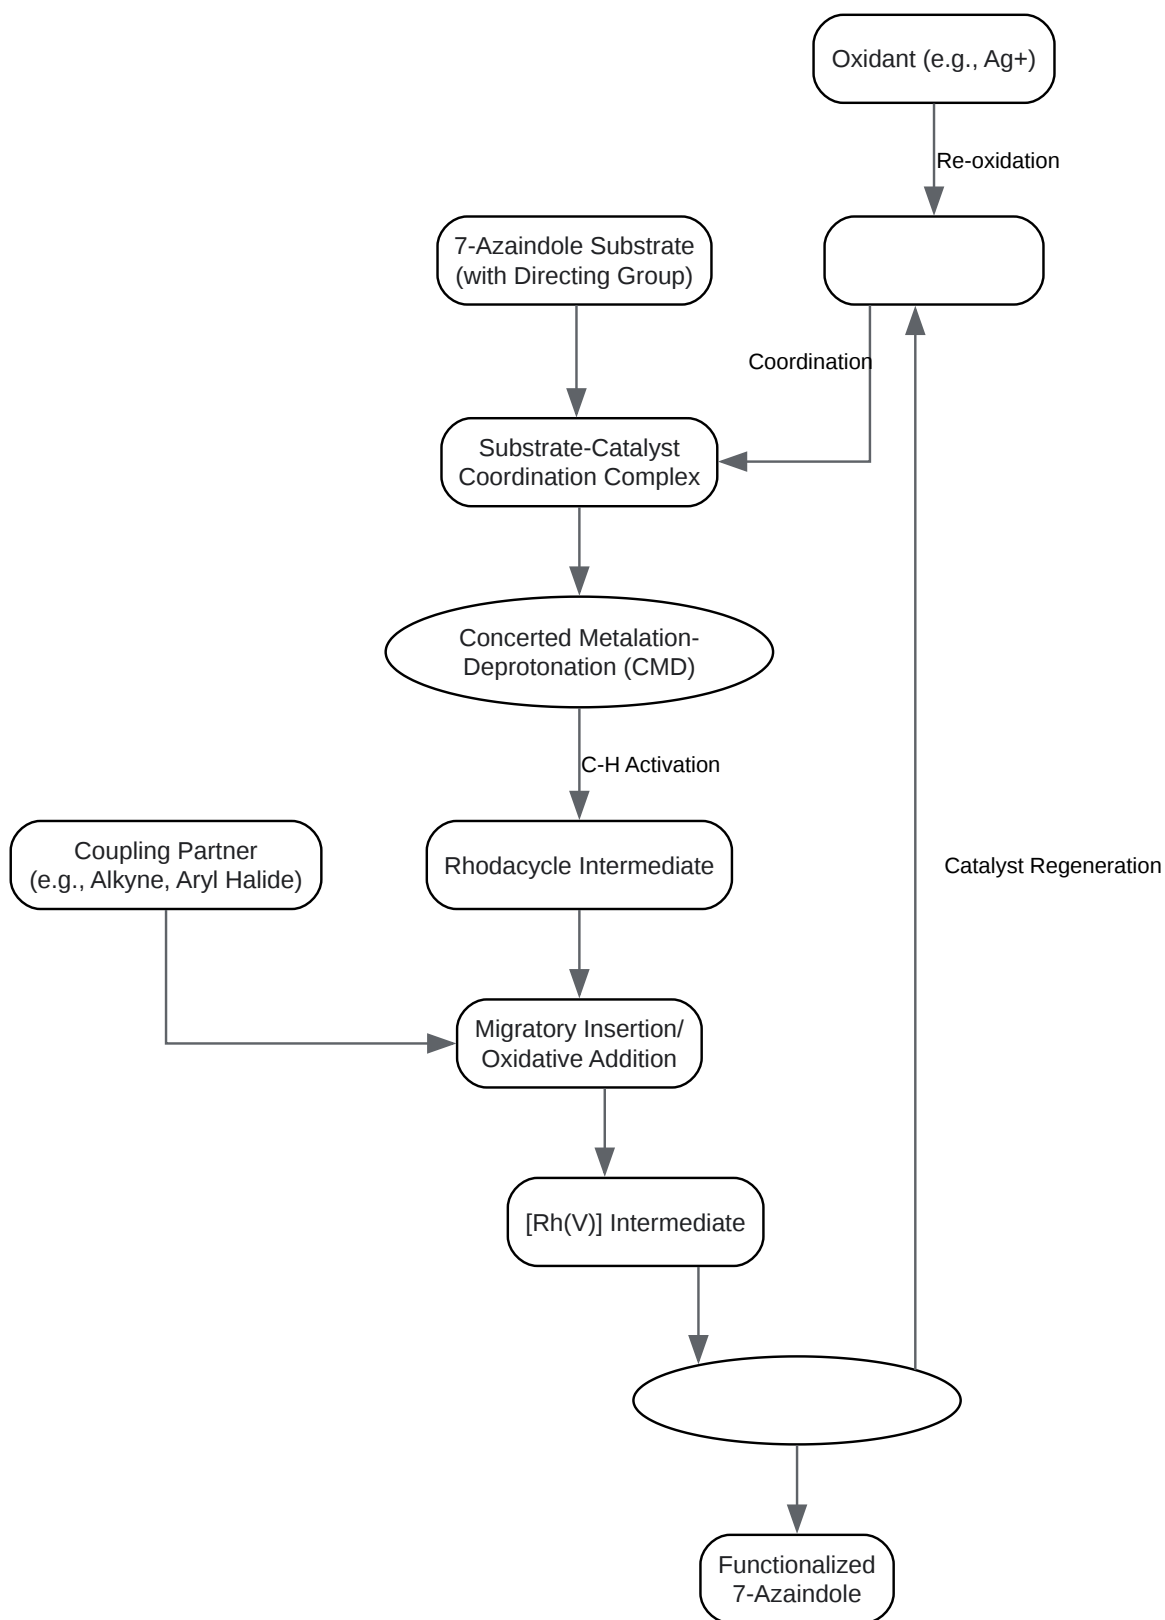 Oxidant (e.g., Ag+)
Re-oxidation
7-Azaindole Substrate
(with Directing Group)
Coordination
Substrate-Catalyst
Coordination Complex
Concerted Metalation-
Deprotonation (CMD)
C-H Activation
Coupling Partner
(e.g., Alkyne, Aryl Halide)
Rhodacycle Intermediate
Catalyst Regeneration
Migratory Insertion/
Oxidative Addition
[Rh(V)] Intermediate
Functionalized
7-Azaindole